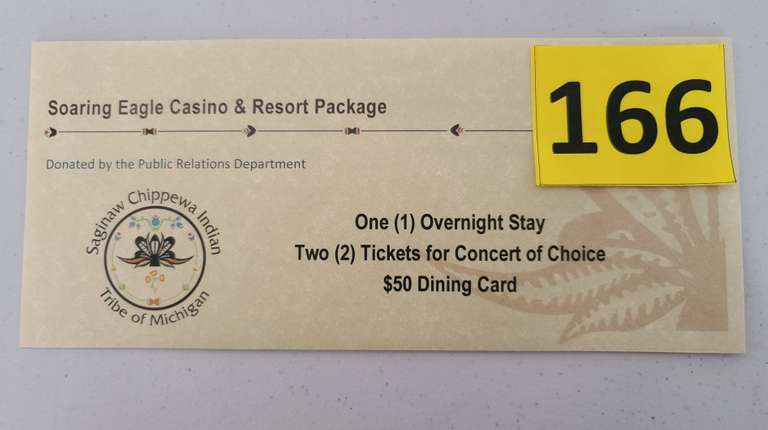 Soaring Eagle Casino & Resort Package
166
Donated by the Public Relations Department
Saginaw Chippewa Indian
Tribe of Michigan
One (1) Overnight Stay
Two (2) Tickets for Concert of Choice
$50 Dining Card